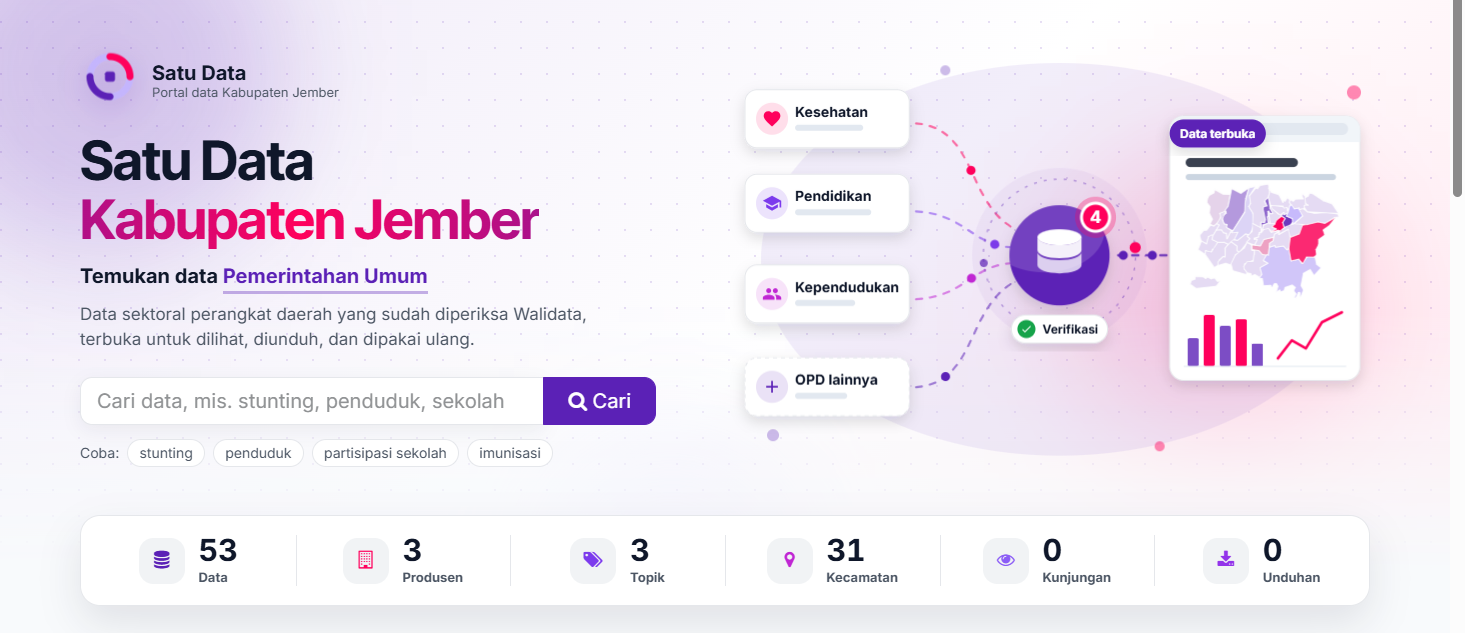 Satu Data
Portal data Kabupaten Jember
Satu Data
Kabupaten Jember
Temukan data Pemerintahan Umum
Data sektoral perangkat daerah yang sudah diperiksa Walidata,
terbuka untuk dilihat, diunduh, dan dipakai ulang.
Cari data, mis. stunting, penduduk, sekolah
Cari
Coba: stunting penduduk partisipasi sekolah imunisasi
Kesehatan
Pendidikan
Kependudukan
OPD lainnya
4
Verifikasi
Data terbuka
53
Data
3
Produsen
3
Topik
31
Kecamatan
0
Kunjungan
0
Unduhan